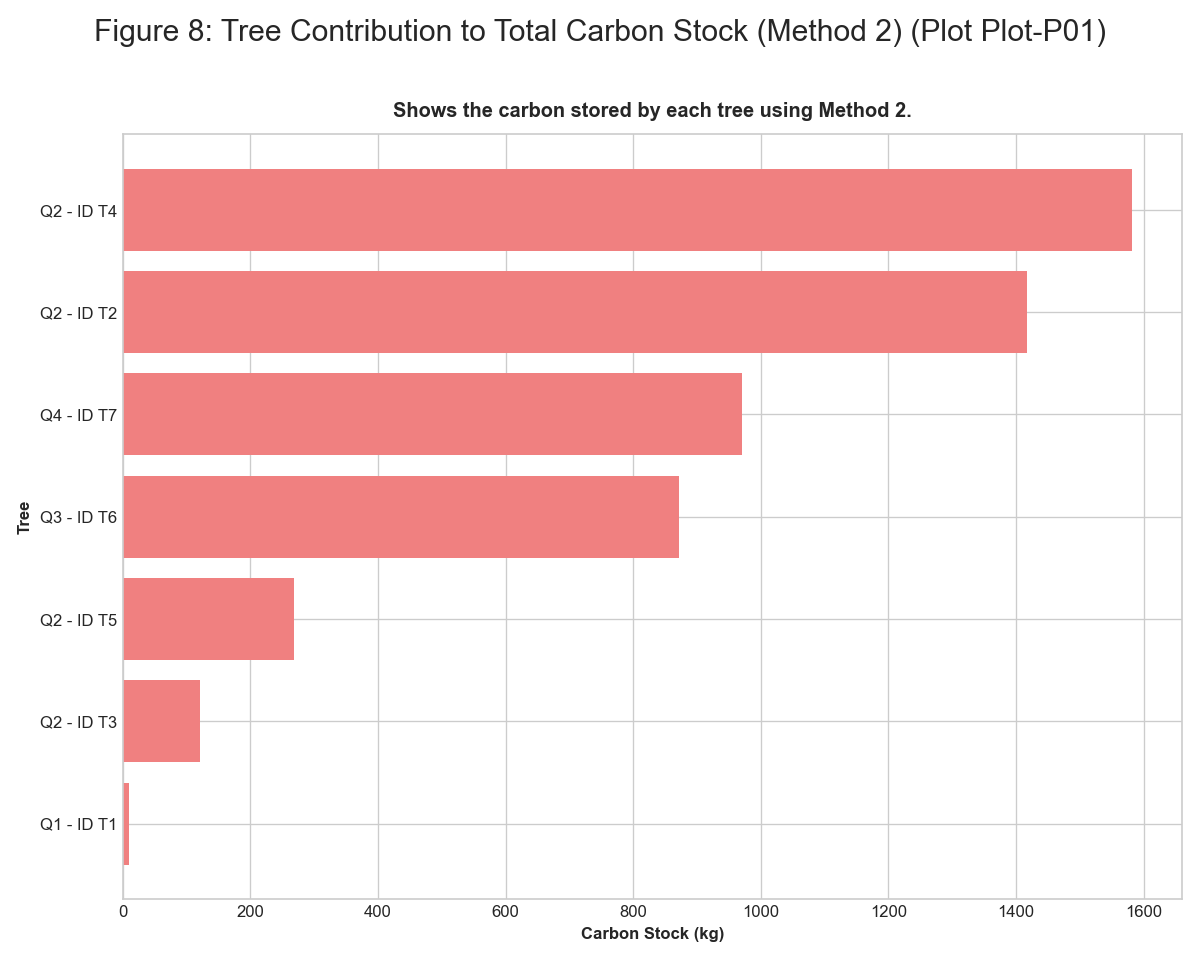 Figure 8: Tree Contribution to Total Carbon Stock (Method 2) (Plot Plot-P01)
Shows the carbon stored by each tree using Method 2.
Q2 - ID T4
Q2 - ID T2
Q4 - ID T7
Q3 - ID T6
Q2 - ID T5
Q2 - ID T3
Q1 - ID T1
Tree
0 200 400 600 800 1000 1200 1400 1600
Carbon Stock (kg)